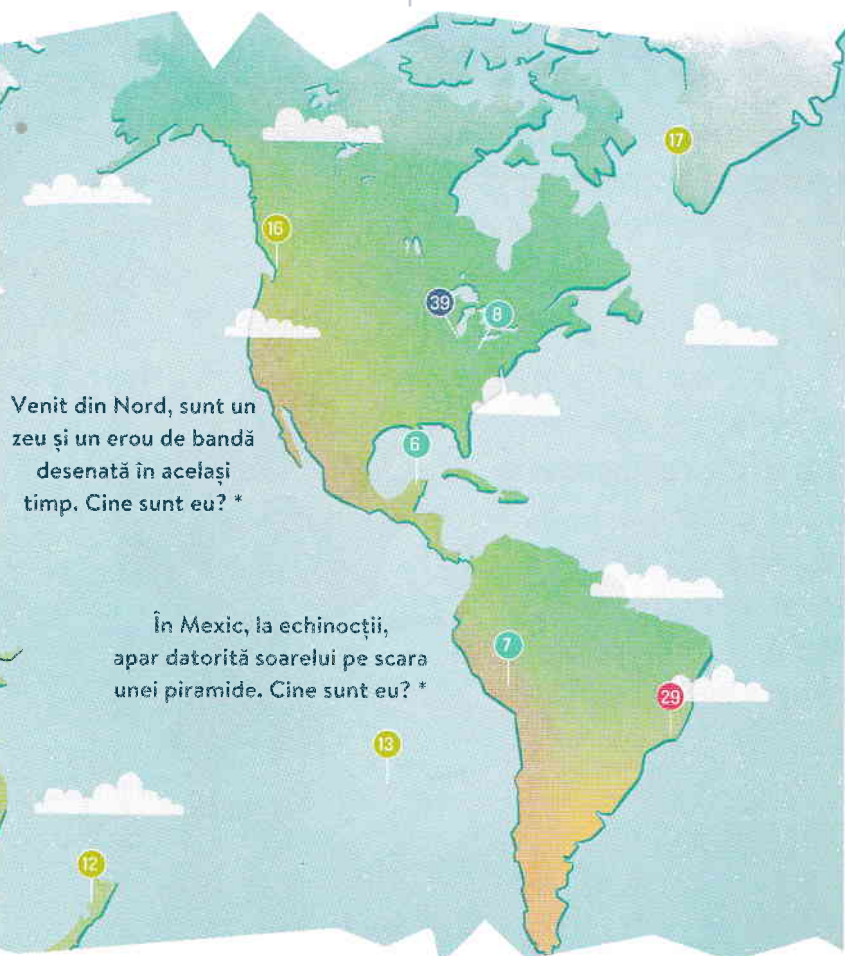 17
16
39
8
Venit din Nord, sunt un
zeu și un erou de bandă
desenată în același
timp. Cine sunt eu? *
6
În Mexic, la echinocții,
apar datorită soarelui pe scara
unei piramide. Cine sunt eu? *
7
29
13
12